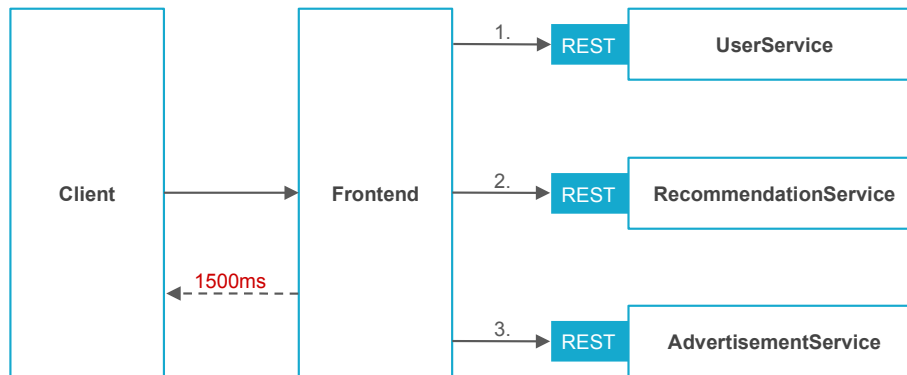 1.
REST
UserService
Client
Frontend
2.
REST
RecommendationService
1500ms
3.
REST
AdvertisementService